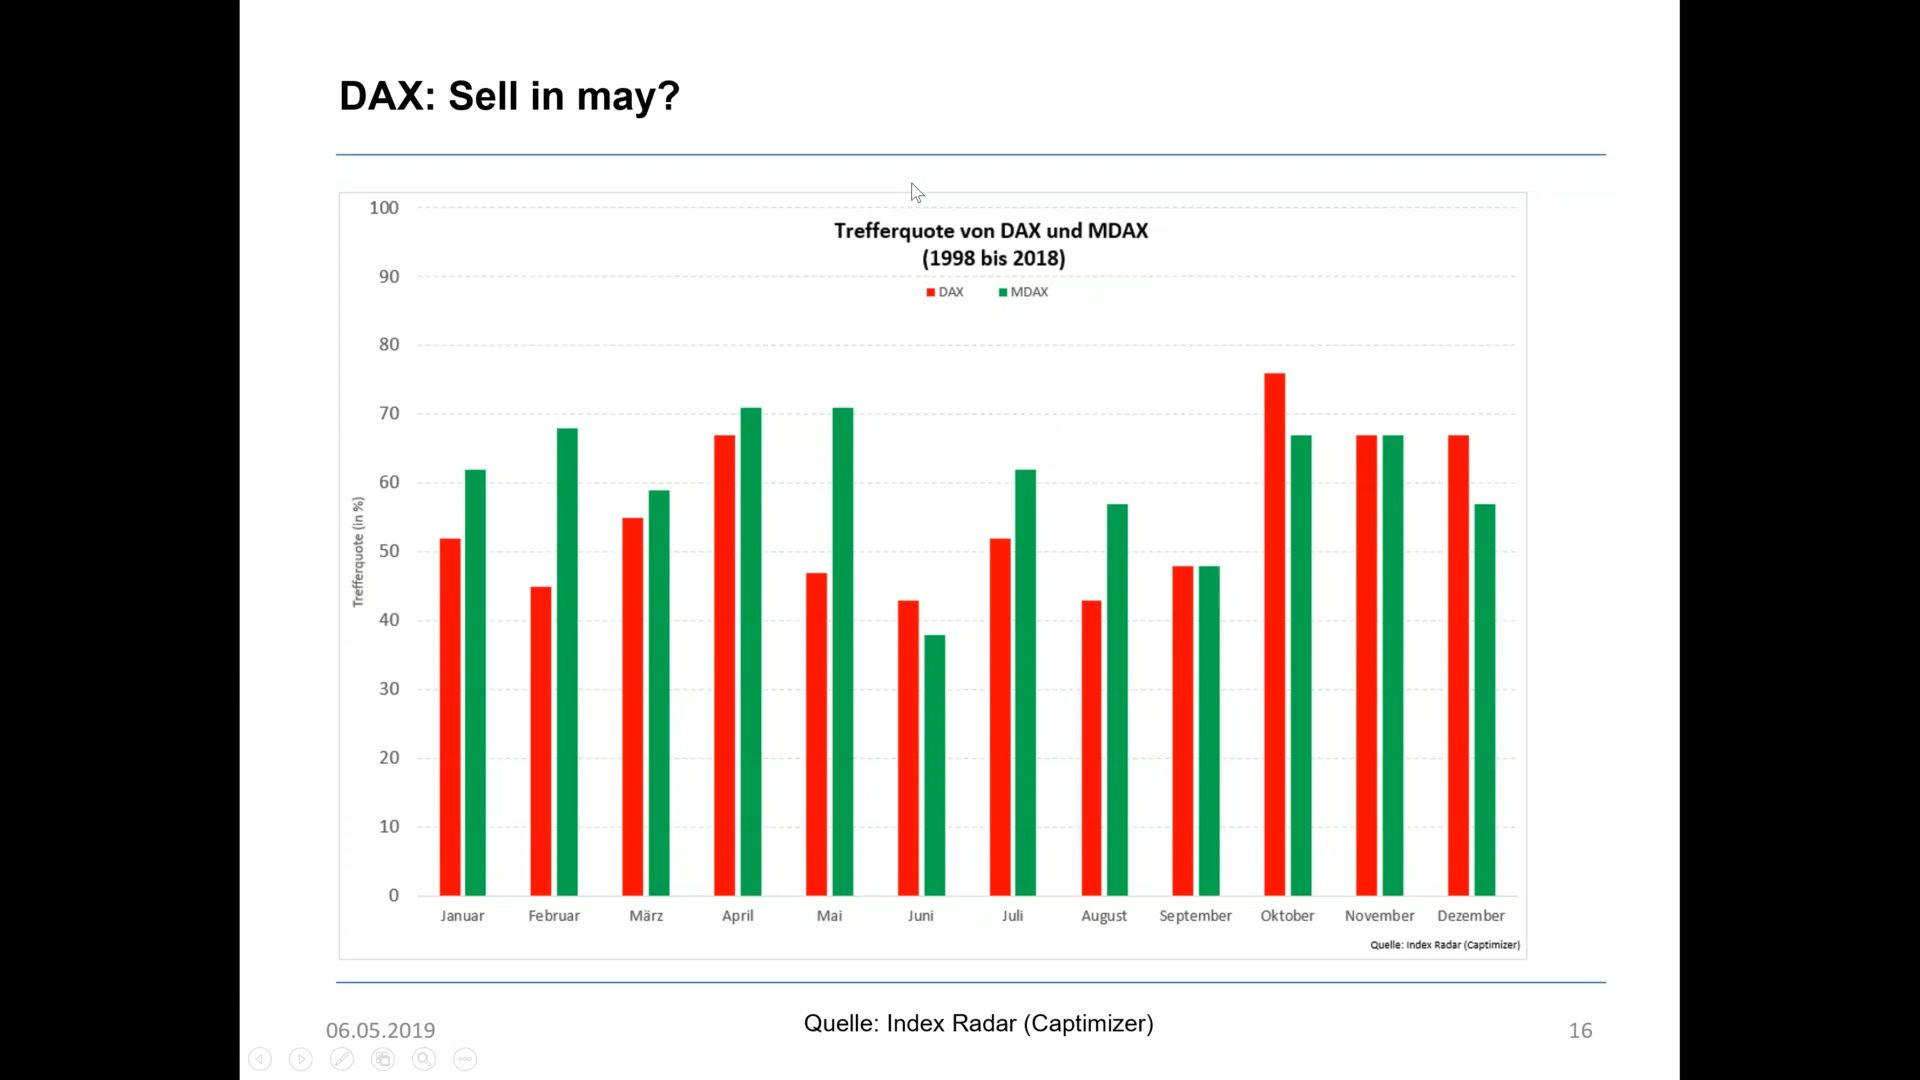 DAX: Sell in may?
Trefferquote von DAX und MDAX
(1998 bis 2018)
DAX MDAX
Trefferquote (in %)
100
90
80
70
60
50
40
30
20
10
0
Januar Februar März April Mai Juni Juli August September Oktober November Dezember
Quelle: Index Radar (Captimizer)
06.05.2019 Quelle: Index Radar (Captimizer) 16